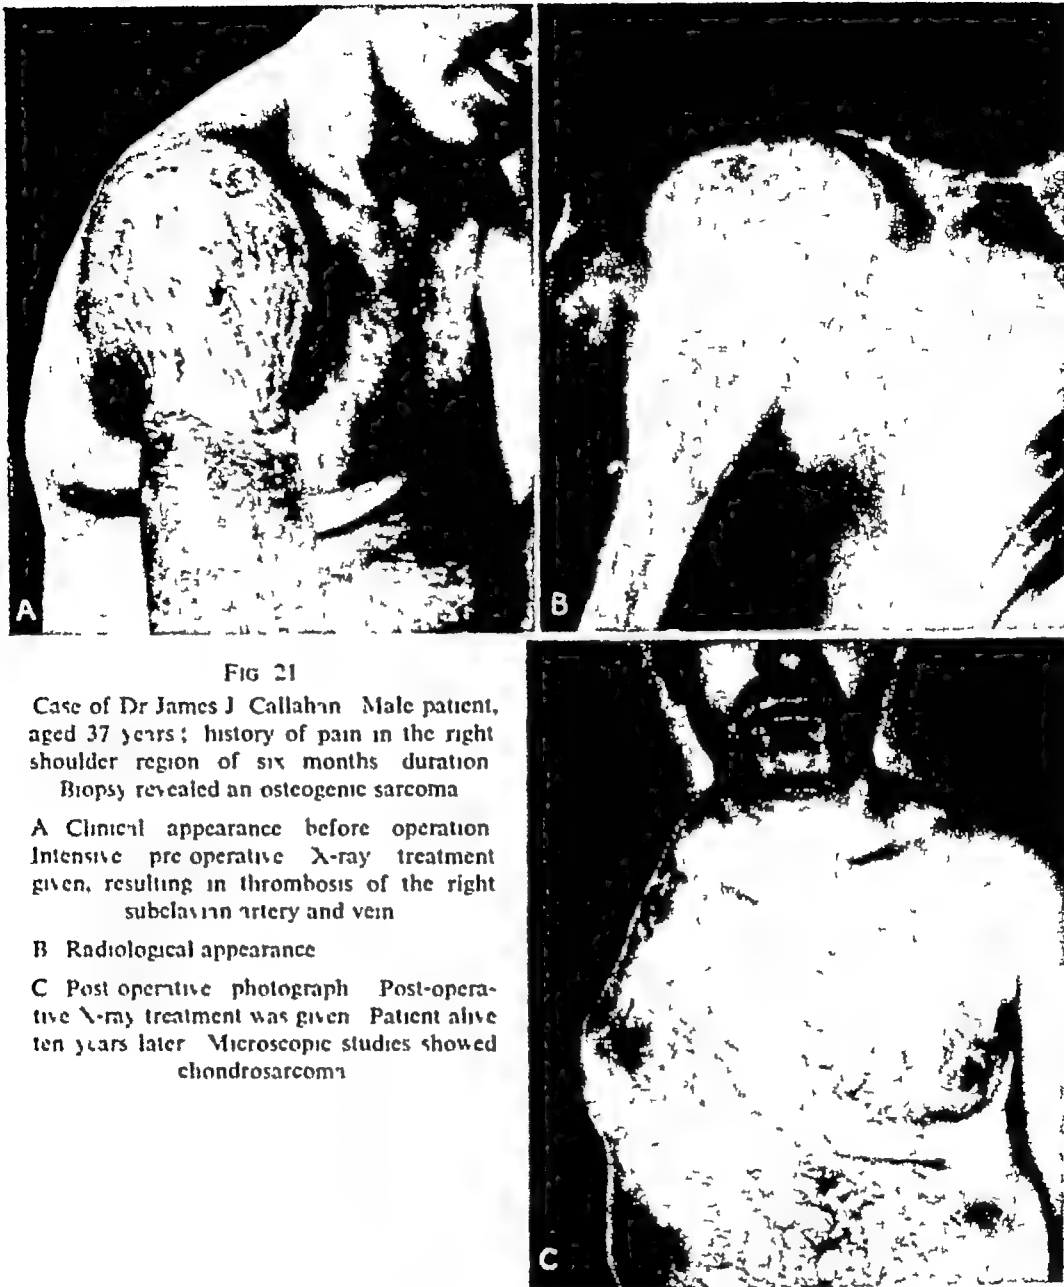 A
B
FIG 21
Case of Dr James J Callahan Male patient,
aged 37 years; history of pain in the right
shoulder region of six months duration
Biopsy revealed an osteogenic sarcoma
A Clinical appearance before operation
Intensive pre operative X-ray treatment
given, resulting in thrombosis of the right
subclavian artery and vein
B Radiological appearance
C Post operative photograph Post-opera-
tive X-ray treatment was given Patient alive
ten years later Microscopic studies showed
chondrosarcoma
C